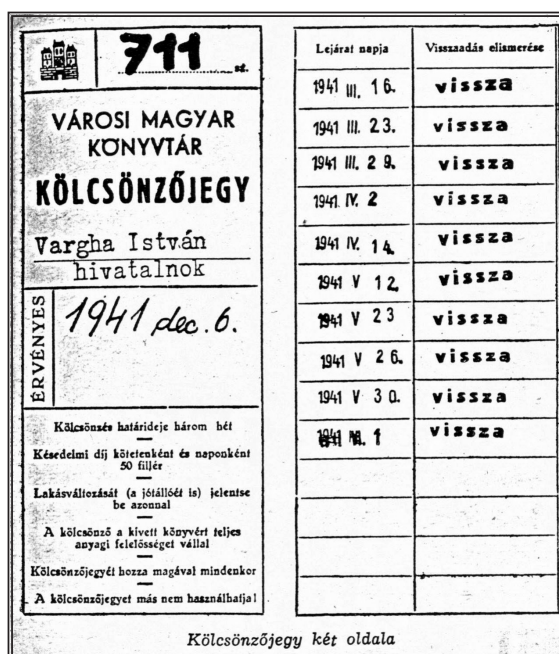 711 sz.
VÁROSI MAGYAR
KÖNYVTÁR
KÖLCSÖNZŐJEGY
Vargha István
hivatalnok
ÉRVÉNYES
1941 dec. 6.
Kölcsönzés határideje három hét
Késedelmi díj kötetenként és naponként
50 fillér
Lakásváltozását (a jótállóét is) jelentse
be azonnal
A kölcsönző a kivett könyvért teljes
anyagi felelősséget vállal
Kölcsönzőjegyét hozza magával mindenkor
A kölcsönzőjegyet más nem használhatja!
Lejárat napja Visszaadás elismerése
1941 III. 16. vissza
1941 III. 23. vissza
1941 III. 29. vissza
1941 IV. 2 vissza
1941 IV. 14. vissza
1941 V 12. vissza
1941 V 23 vissza
1941 V 26. vissza
1941 V 30. vissza
1941 1 vissza
Kölcsönzőjegy két oldala